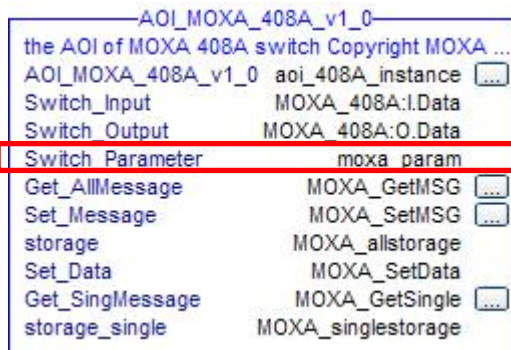 AOI_MOXA_408A_v1_0
the AOI of MOXA 408A switch Copyright MOXA ...
AOI_MOXA_408A_v1_0 aoi_408A_instance ...
Switch_Input MOXA_408A:I.Data
Switch_Output MOXA_408A:O.Data
Switch_Parameter moxa_param
Get_AllMessage MOXA_GetMSG ...
Set_Message MOXA_SetMSG ...
storage MOXA_allstorage
Set_Data MOXA_SetData
Get_SingMessage MOXA_GetSingle ...
storage_single MOXA_singlestorage